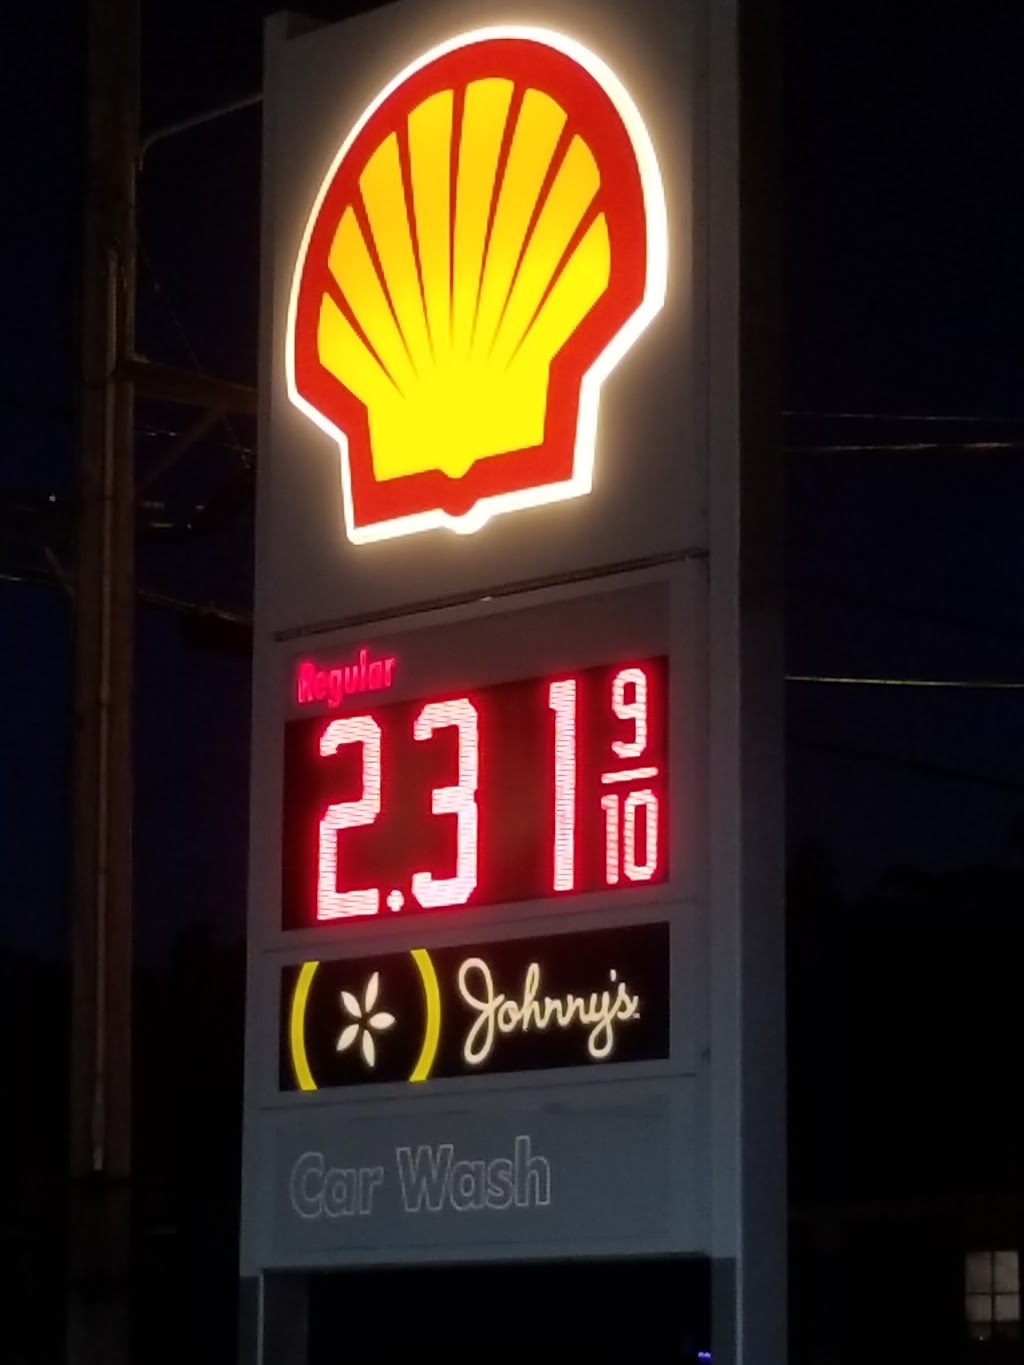 Regular
2.31 9/10
Johnny's
Car Wash